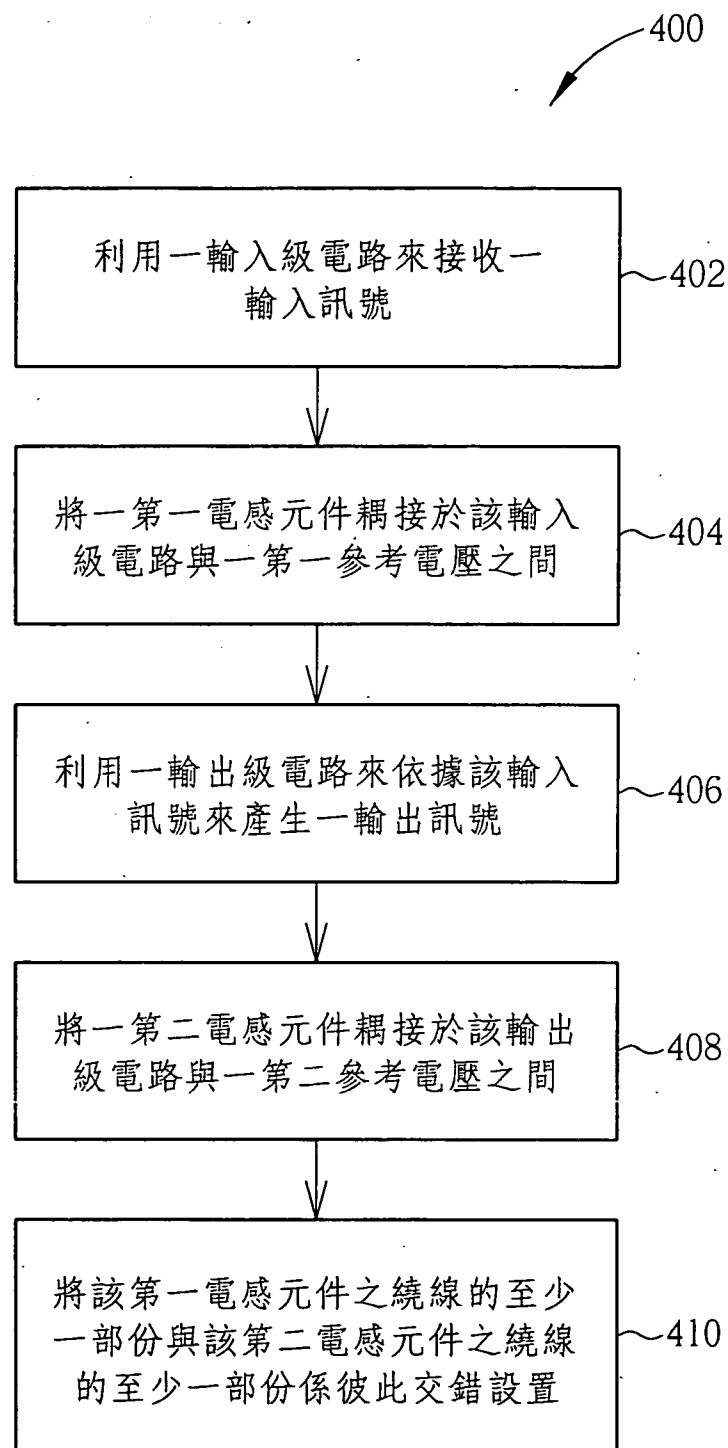 400
利用一輸入級電路來接收一
輸入訊號
402
將一第一電感元件耦接於該輸入
級電路與一第一參考電壓之間
404
利用一輸出級電路來依據該輸入
訊號來產生一輸出訊號
406
將一第二電感元件耦接於該輸出
級電路與一第二參考電壓之間
408
將該第一電感元件之繞線的至少
一部份與該第二電感元件之繞線
的至少一部份係彼此交錯設置
410